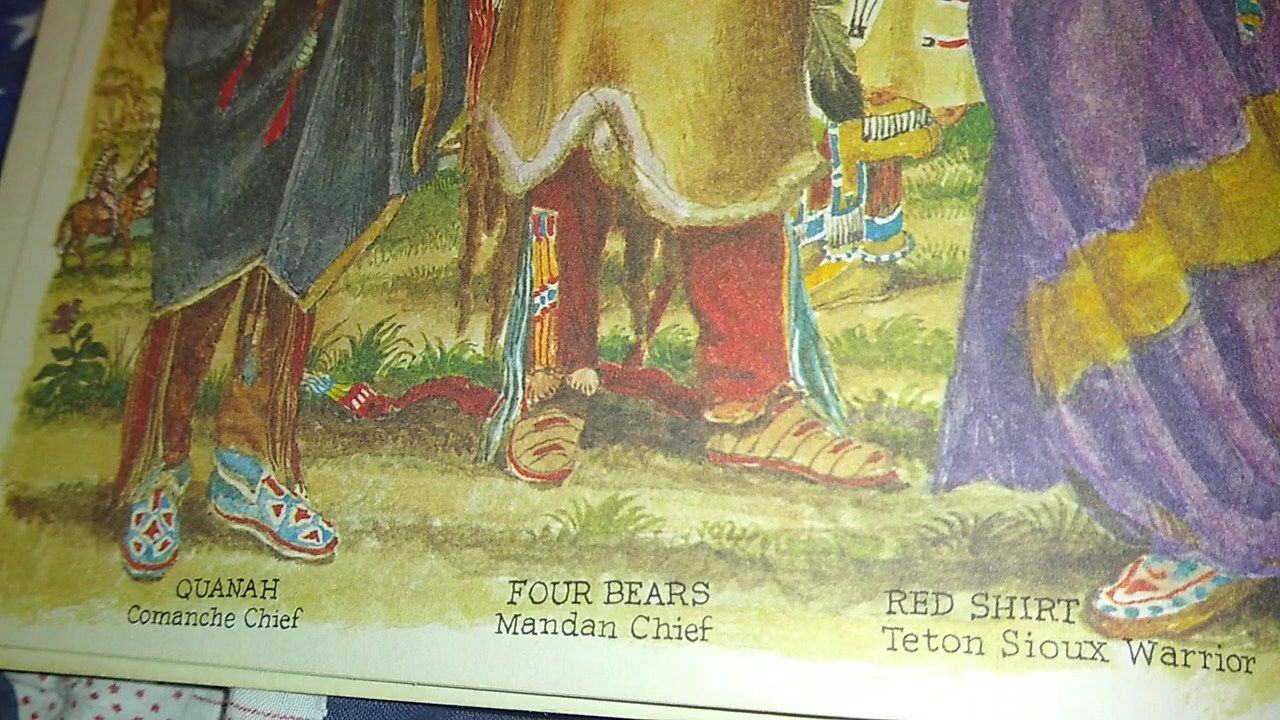 QUANAH
Comanche Chief
FOUR BEARS
Mandan Chief
RED SHIRT
Teton Sioux Warrior